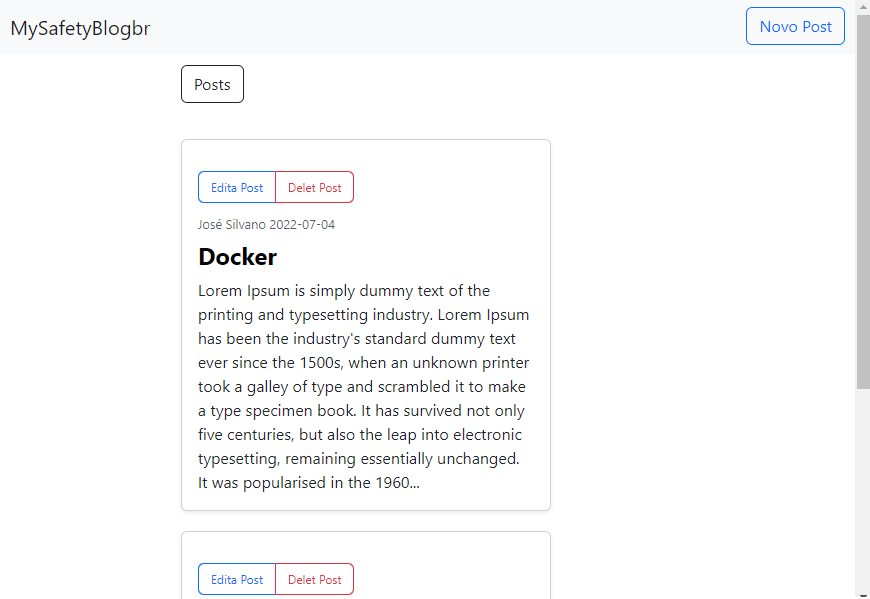 MySafetyBlogbr
Novo Post
Posts
Edita Post
Delet Post
José Silvano 2022-07-04
Docker
Lorem Ipsum is simply dummy text of the
printing and typesetting industry. Lorem Ipsum
has been the industry's standard dummy text
ever since the 1500s, when an unknown printer
took a galley of type and scrambled it to make
a type specimen book. It has survived not only
five centuries, but also the leap into electronic
typesetting, remaining essentially unchanged.
It was popularised in the 1960...
Edita Post
Delet Post